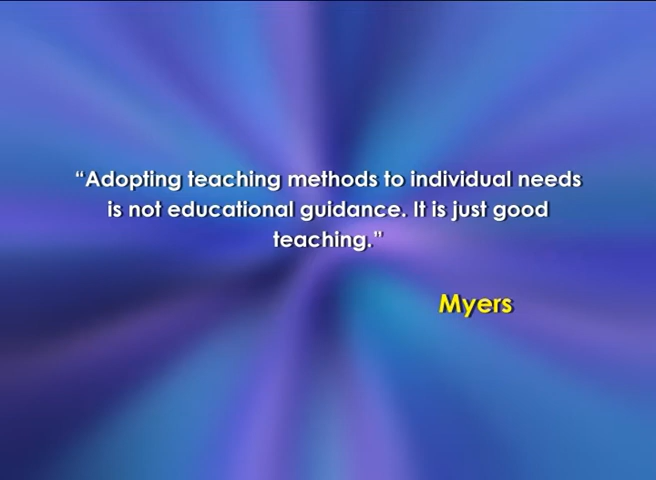 “Adopting teaching methods to individual needs
is not educational guidance. It is just good
teaching.”
Myers